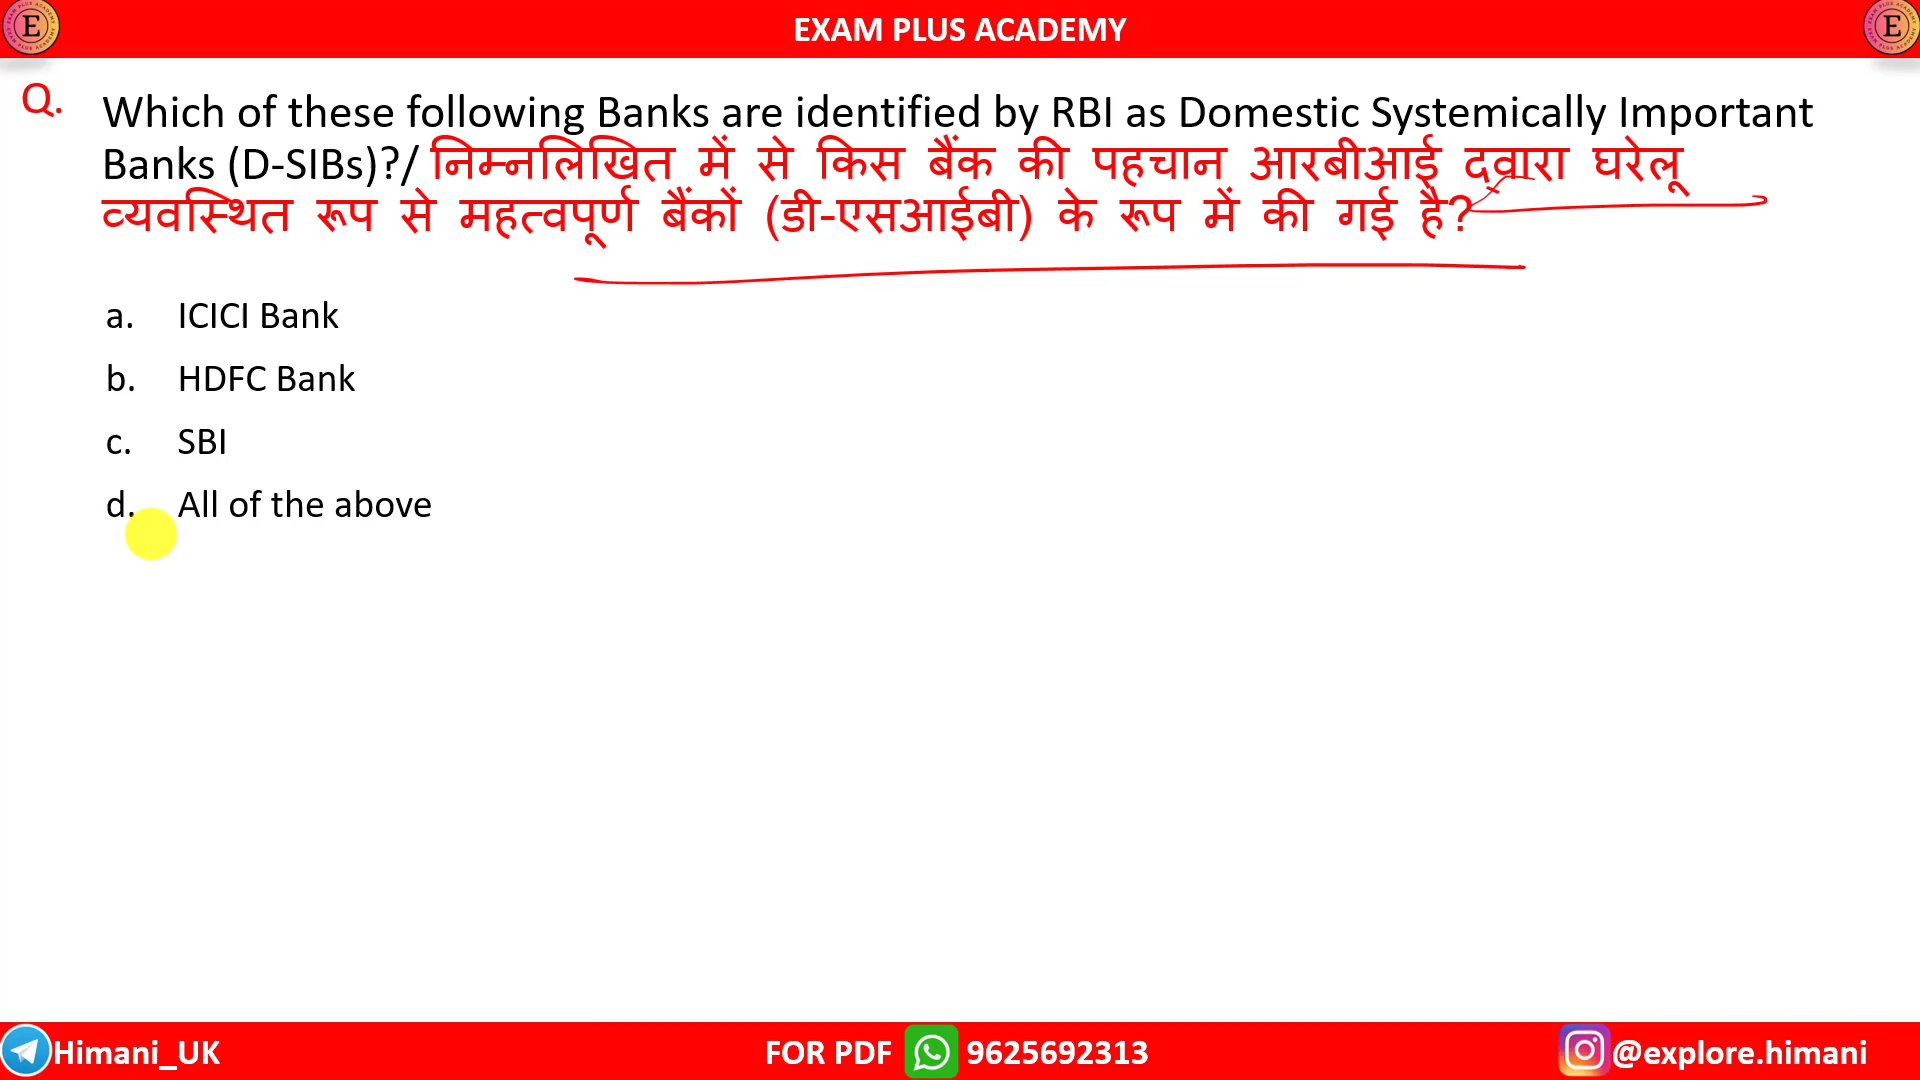 EXAM PLUS ACADEMY
Q. Which of these following Banks are identified by RBI as Domestic Systemically Important
Banks (D-SIBs)?/ निम्नलिखित में से किस बैंक की पहचान आरबीआई दवारा घरेलू
व्यवस्थित रूप से महत्वपूर्ण बैंकों (डी-एसआईबी) के रूप में की गई है?
a. ICICI Bank
b. HDFC Bank
c. SBI
d. All of the above
Himani_UK
FOR PDF 9625692313
@explore.himani